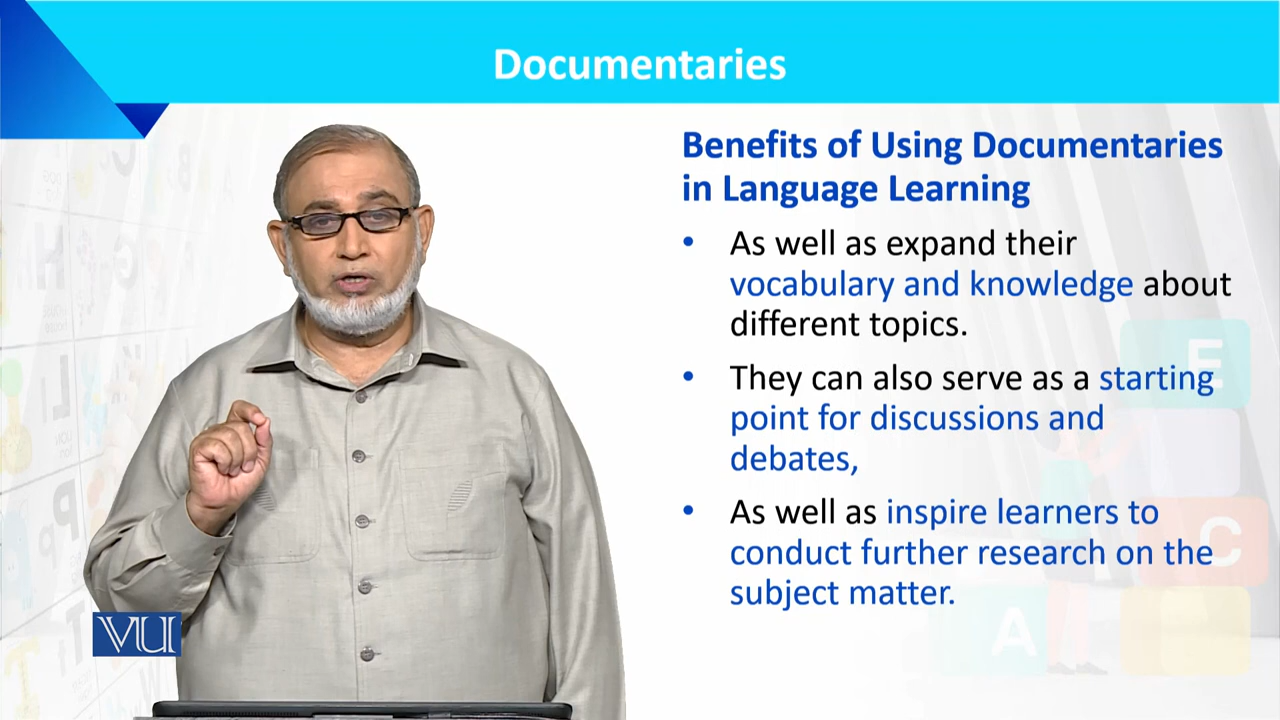 Documentaries
Benefits of Using Documentaries
in Language Learning
• As well as expand their
vocabulary and knowledge about
different topics.
• They can also serve as a starting
point for discussions and
debates,
• As well as inspire learners to
conduct further research on the
subject matter.
VU
E
C
A